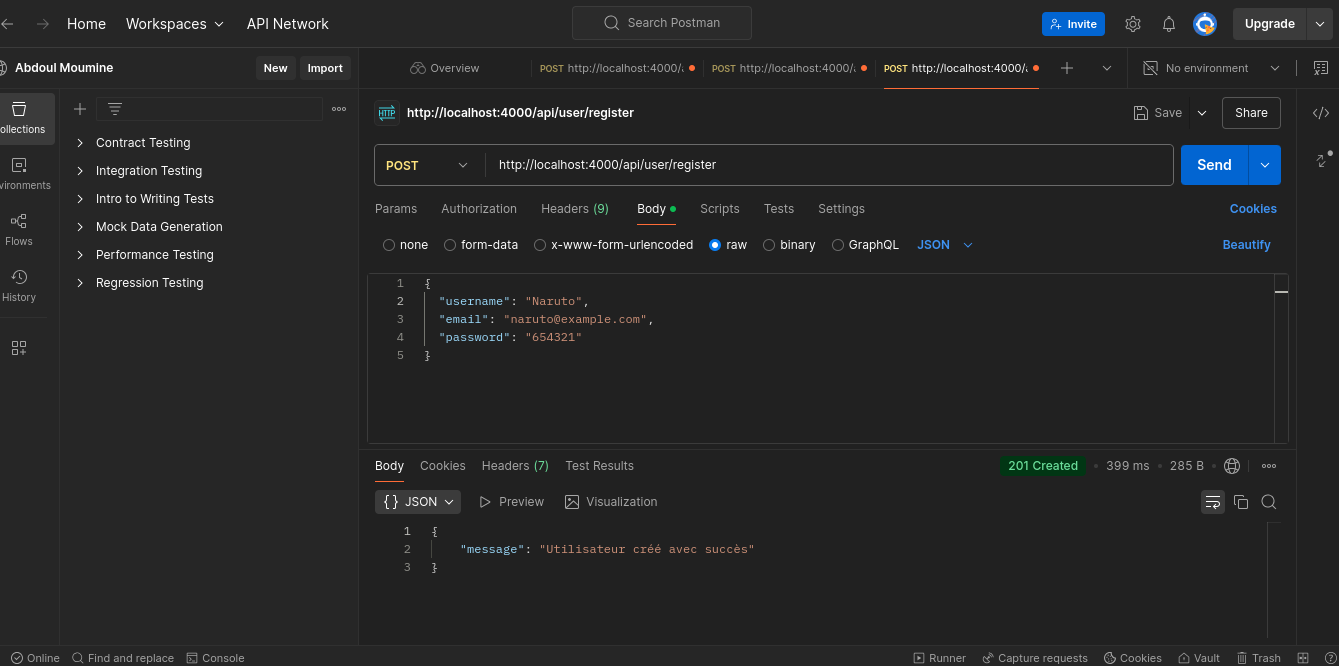 Home Workspaces API Network Search Postman Invite Upgrade
Abdoul Moumine New Import Overview POST http://localhost:4000/ POST http://localhost:4000/ POST http://localhost:4000/ No environment
ollections
vironments
Flows
History
Contract Testing
Integration Testing
Intro to Writing Tests
Mock Data Generation
Performance Testing
Regression Testing
HTTP http://localhost:4000/api/user/register Save Share
POST http://localhost:4000/api/user/register Send
Params Authorization Headers (9) Body Scripts Tests Settings Cookies
none form-data x-www-form-urlencoded raw binary GraphQL JSON Beautify
1 {
2 "username": "Naruto",
3 "email": "naruto@example.com",
4 "password": "654321"
5 }
Body Cookies Headers (7) Test Results 201 Created • 399 ms • 285 B •
{} JSON Preview Visualization
1 {
2 "message": "Utilisateur créé avec succès"
3 }
Online Find and replace Console Runner Capture requests Cookies Vault Trash